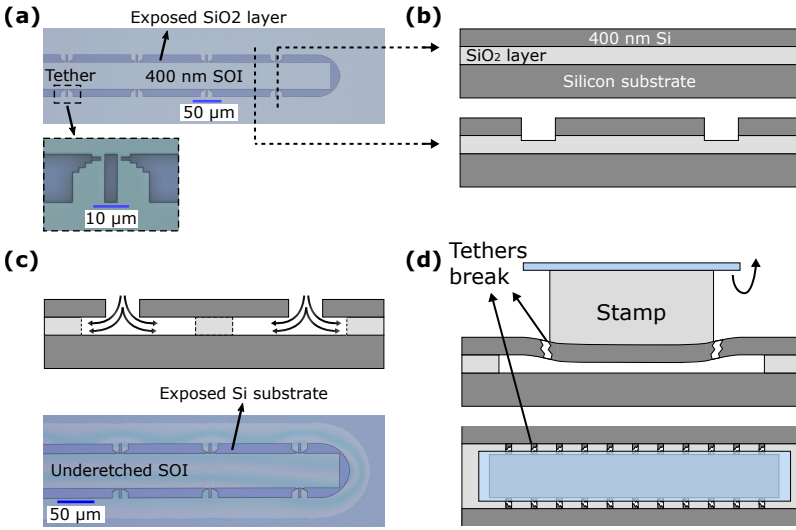 (a)
Exposed SiO2 layer
Tether
400 nm SOI
50 μm
10 μm
(b)
400 nm Si
SiO₂ layer
Silicon substrate
(c)
Exposed Si substrate
Underetched SOI
50 μm
(d)
Tethers
break
Stamp